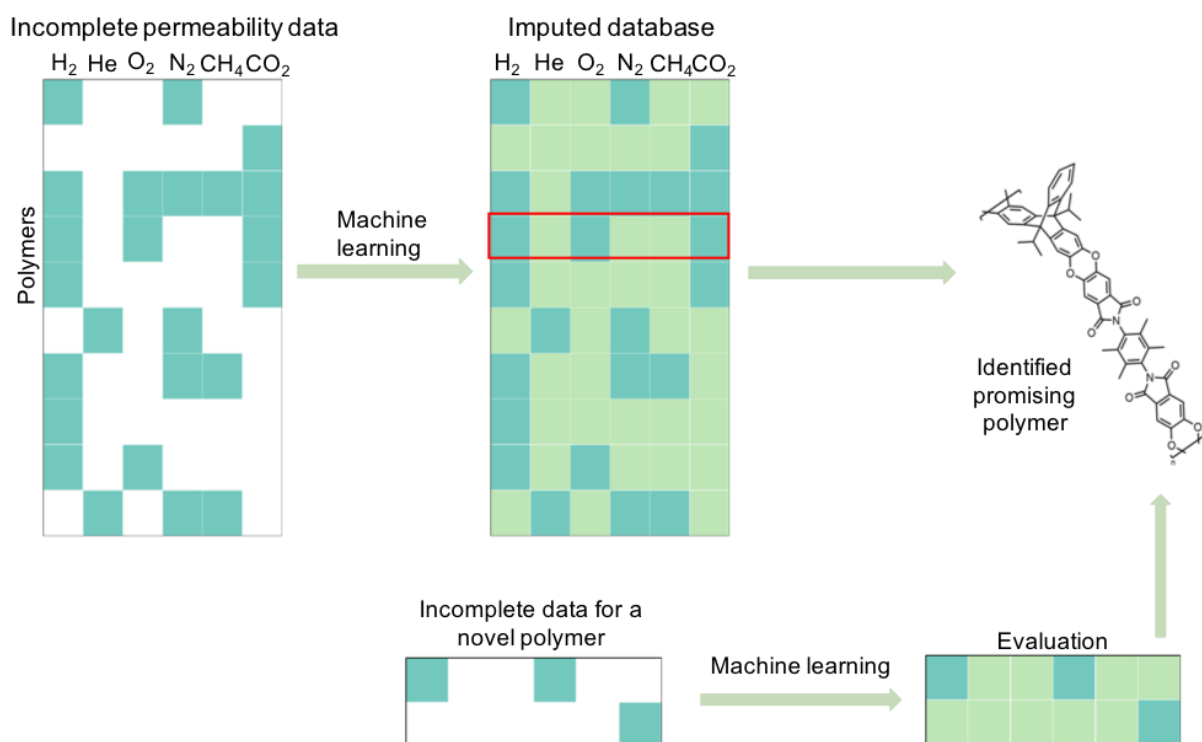 Incomplete permeability data
H₂ He O₂ N₂ CH₄ CO₂
Polymers
Machine
learning
Imputed database
H₂ He O₂ N₂ CH₄ CO₂
Identified
promising
polymer
O
O
O
O
N
N
O
O
O
O
n
Incomplete data for a
novel polymer
Machine learning
Evaluation